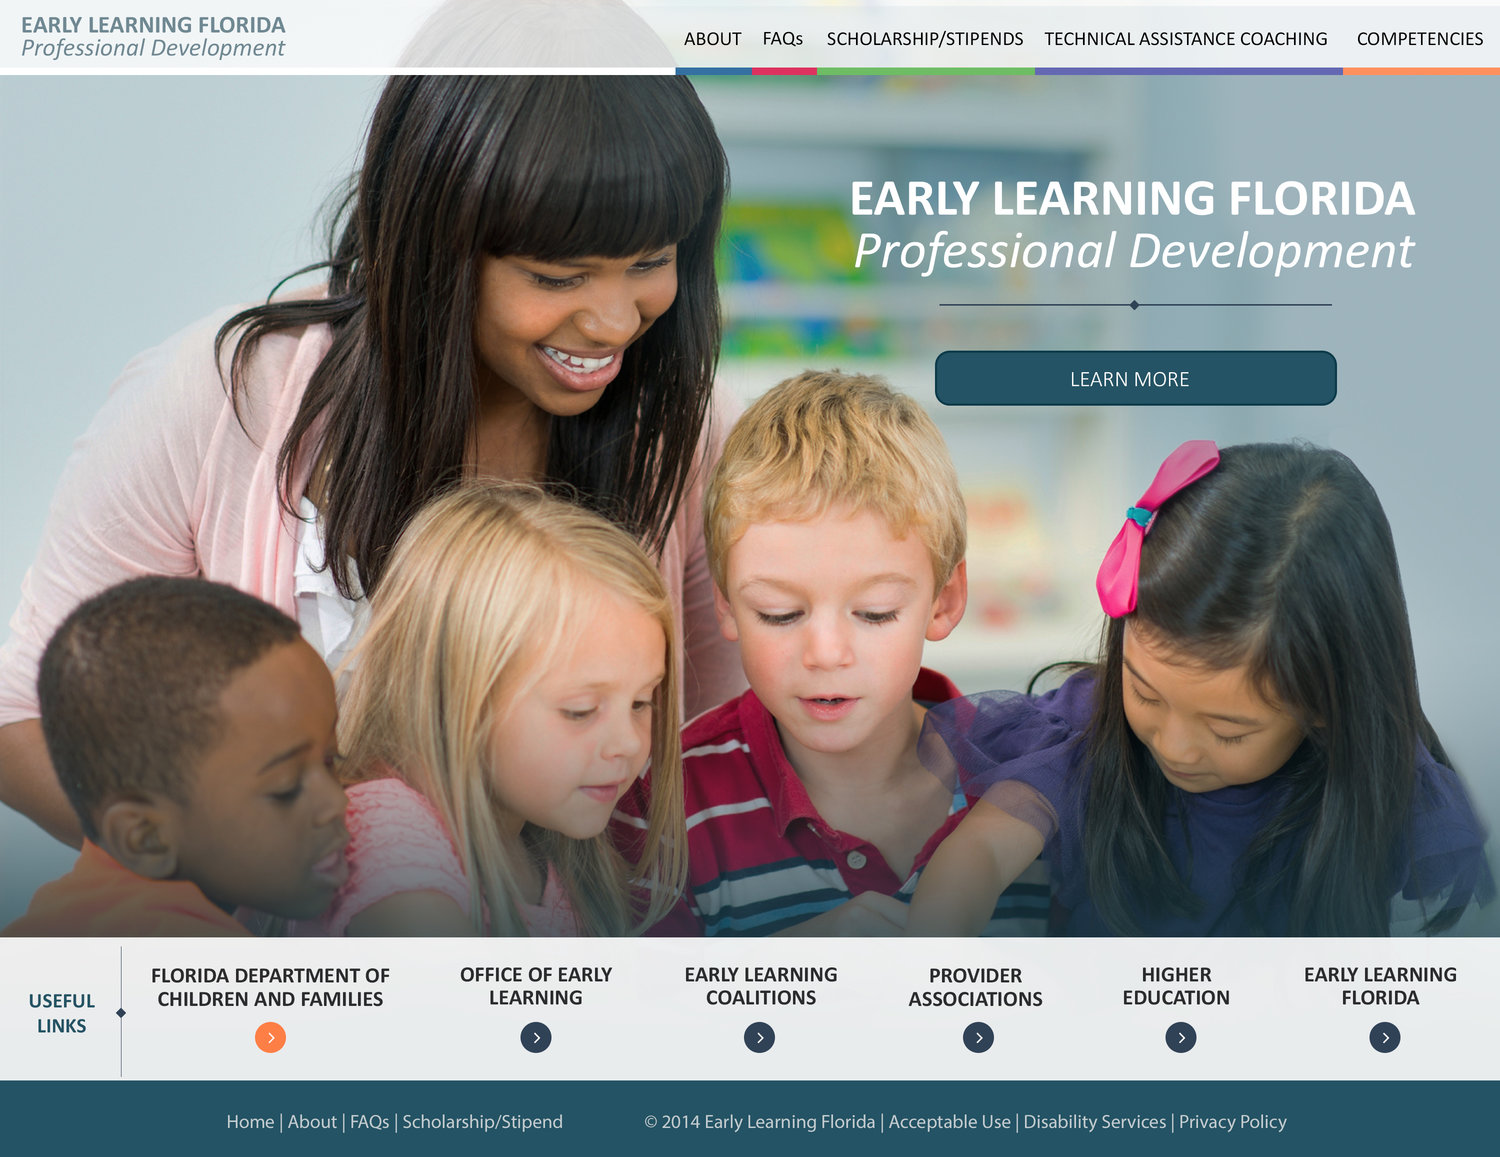 EARLY LEARNING FLORIDA
Professional Development
ABOUT
FAQs
SCHOLARSHIP/STIPENDS
TECHNICAL ASSISTANCE COACHING
COMPETENCIES
EARLY LEARNING FLORIDA
Professional Development
LEARN MORE
USEFUL
LINKS
FLORIDA DEPARTMENT OF
CHILDREN AND FAMILIES
OFFICE OF EARLY
LEARNING
EARLY LEARNING
COALITIONS
PROVIDER
ASSOCIATIONS
HIGHER
EDUCATION
EARLY LEARNING
FLORIDA
Home | About | FAQs | Scholarship/Stipend
© 2014 Early Learning Florida | Acceptable Use | Disability Services | Privacy Policy